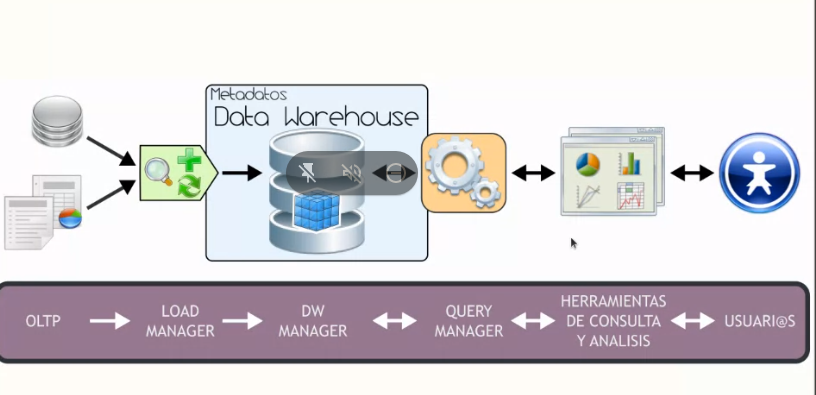 Metadatos
Data Warehouse
OLTP
LOAD
MANAGER
DW
MANAGER
QUERY
MANAGER
HERRAMIENTAS
DE CONSULTA
Y ANALISIS
USUARI@S